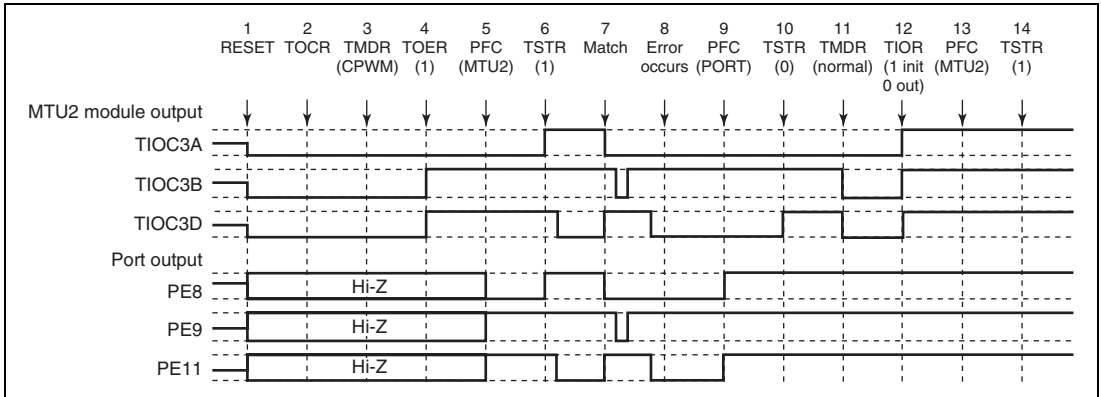 1 2 3 4 5 6 7 8 9 10 11 12 13 14
RESET TOCR TMDR TOER PFC TSTR Match Error PFC TSTR TMDR TIOR PFC TSTR
(CPWM) (1) (MTU2) (1) occurs (PORT) (0) (normal) (1 init (MTU2) (1)
0 out)
MTU2 module output
TIOC3A
TIOC3B
TIOC3D
Port output
PE8 Hi-Z
PE9 Hi-Z
PE11 Hi-Z